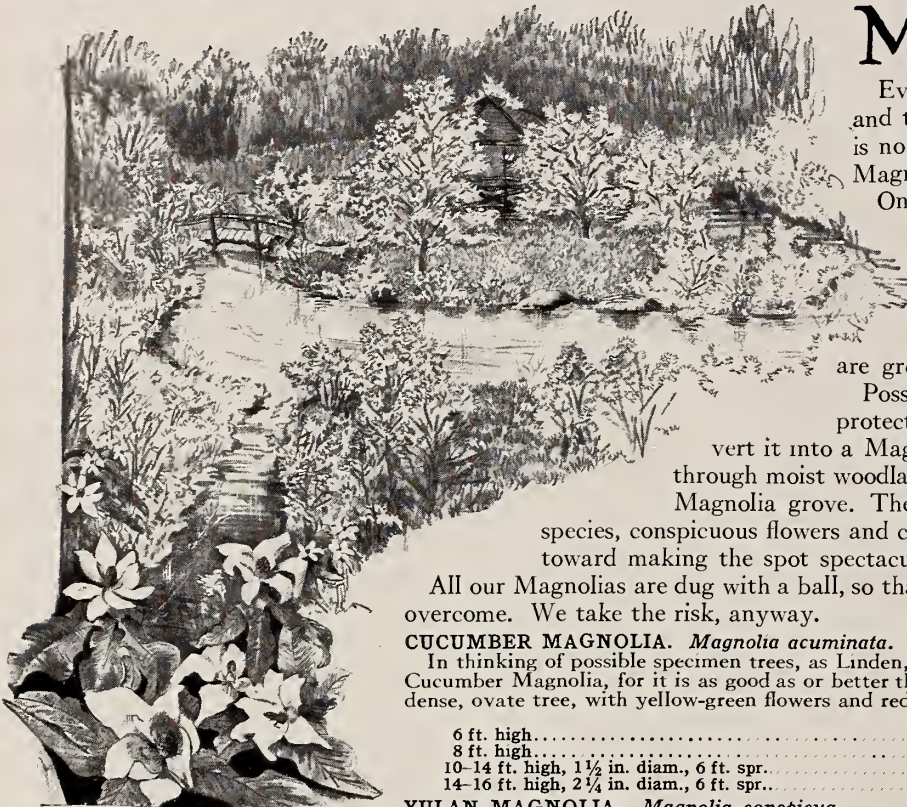 M
Ev
and t
is no
Magn
On
are gr
Poss
protect
vert it into a Mag
through moist woodla
Magnolia grove. The
species, conspicuous flowers and c
toward making the spot spectacu
All our Magnolias are dug with a ball, so tha
overcome. We take the risk, anyway.
CUCUMBER MAGNOLIA. Magnolia acuminata.
In thinking of possible specimen trees, as Linden,
Cucumber Magnolia, for it is as good as or better th
dense, ovate tree, with yellow-green flowers and red
6 ft. high
8 ft. high
10–14 ft. high, 1½ in. diam., 6 ft. spr.
14–16 ft. high, 2¼ in. diam., 6 ft. spr.
YULAN MAGNOLIA. Magnolia conspicua.